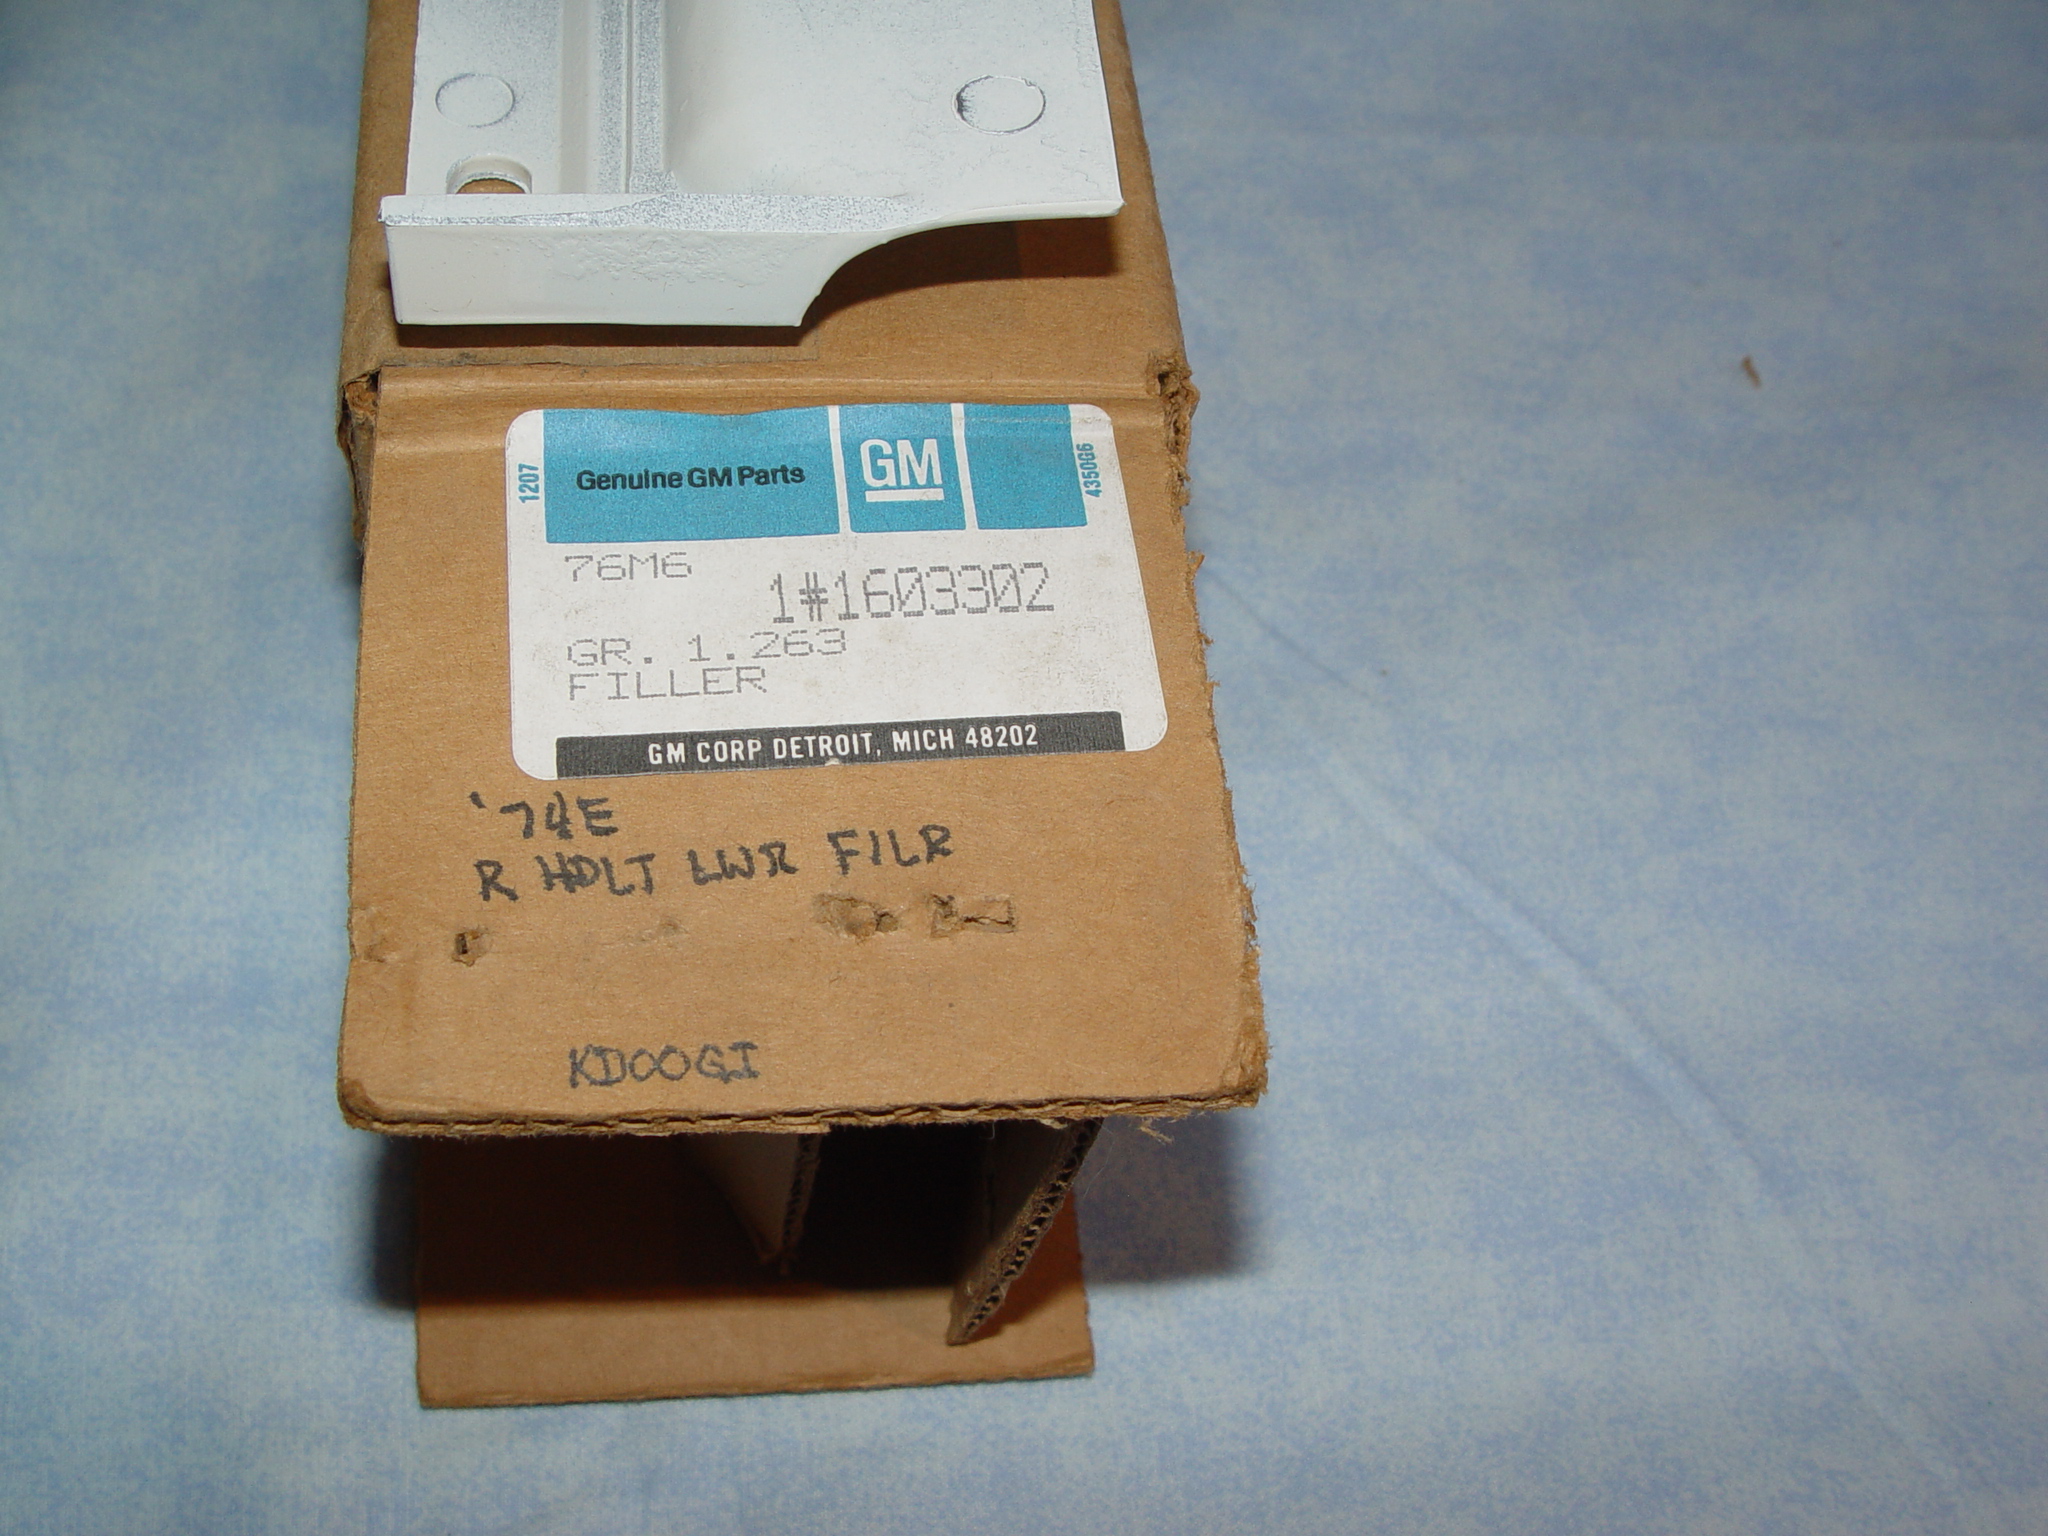 1207
Genuine GM Parts
GM
4350G6
76M6
1#1603302
GR. 1.263
FILLER
GM CORP DETROIT, MICH 48202
'74E
R HDLT LWR FILR
KD00GI